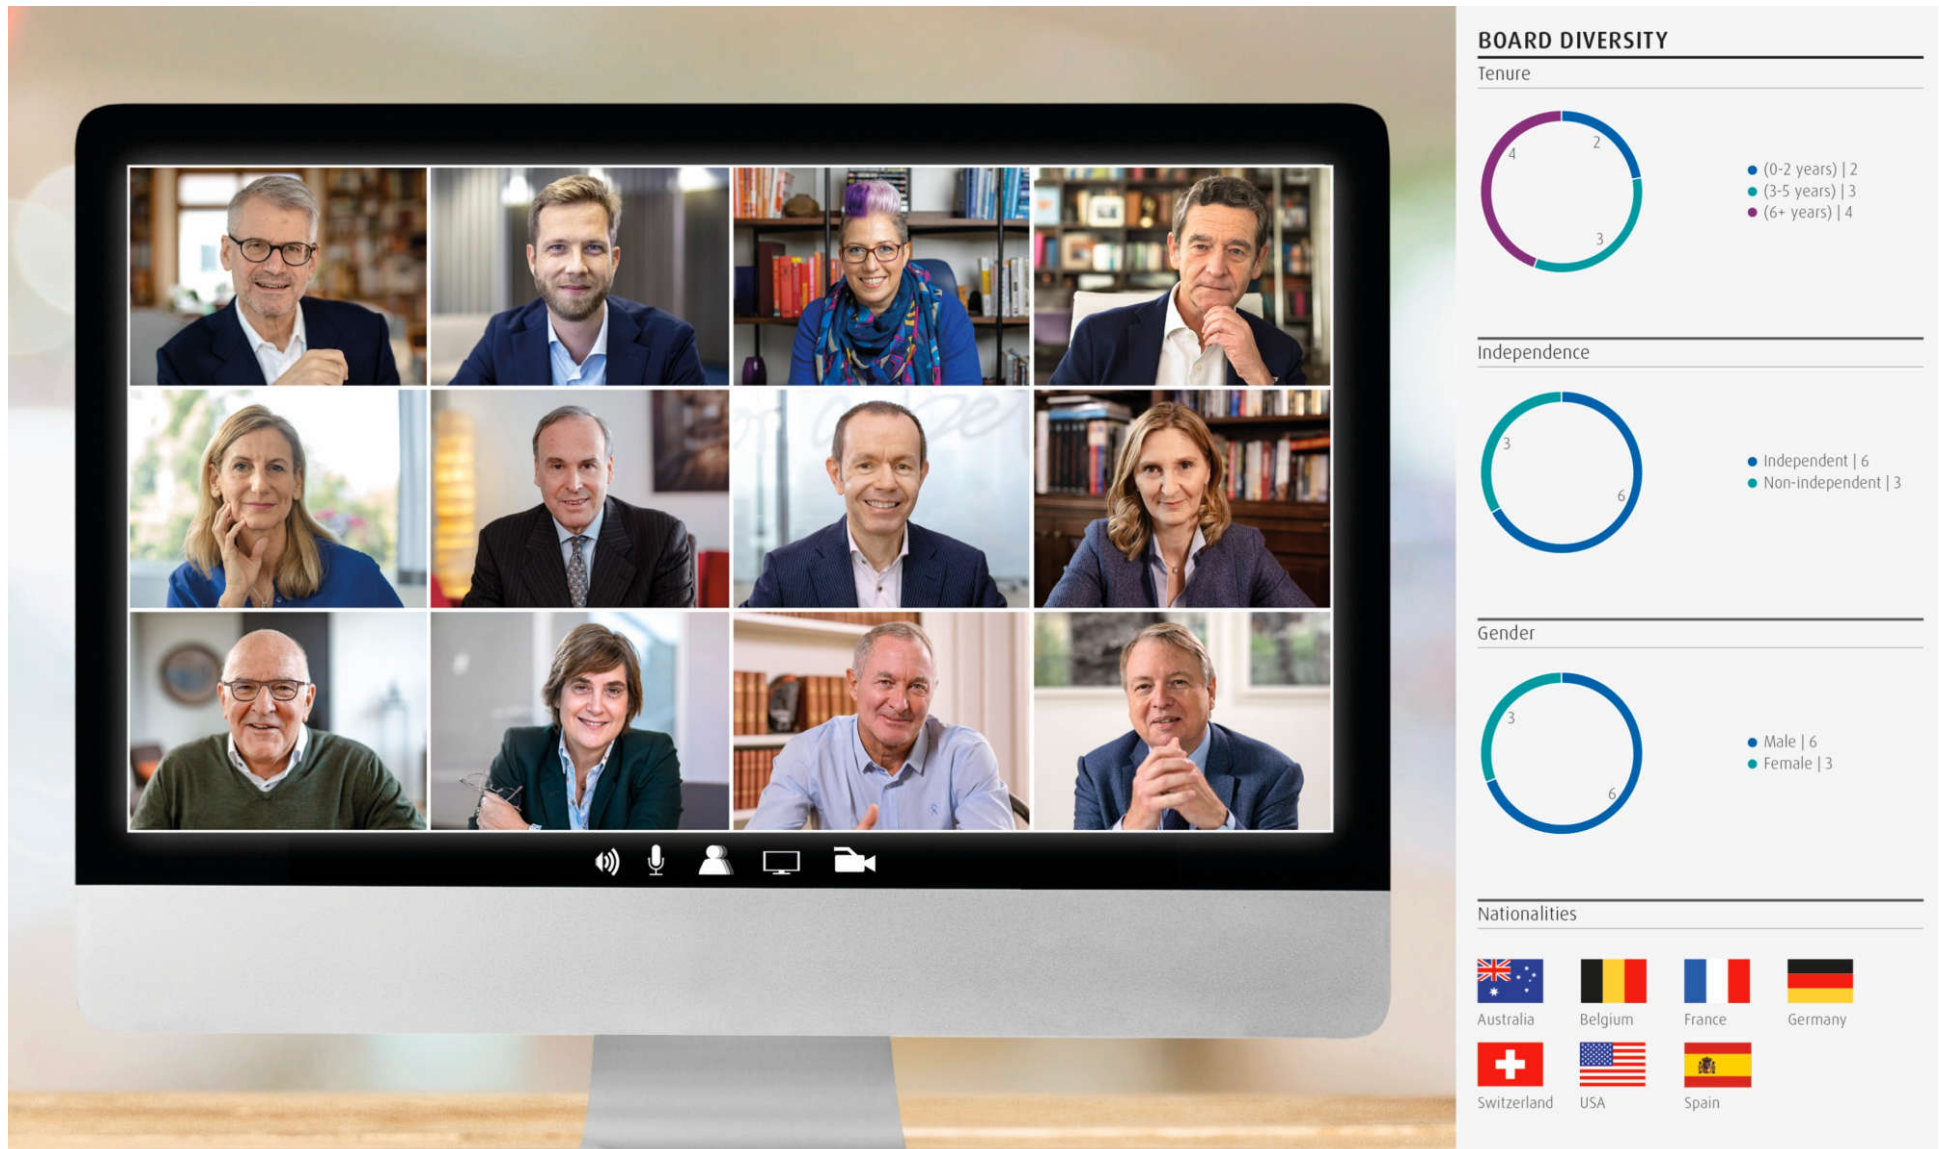 BOARD DIVERSITY
Tenure
4
2
3
(0-2 years) | 2
(3-5 years) | 3
(6+ years) | 4
Independence
3
6
Independent | 6
Non-independent | 3
Gender
3
6
Male | 6
Female | 3
Nationalities
Australia Belgium France Germany
Switzerland USA Spain